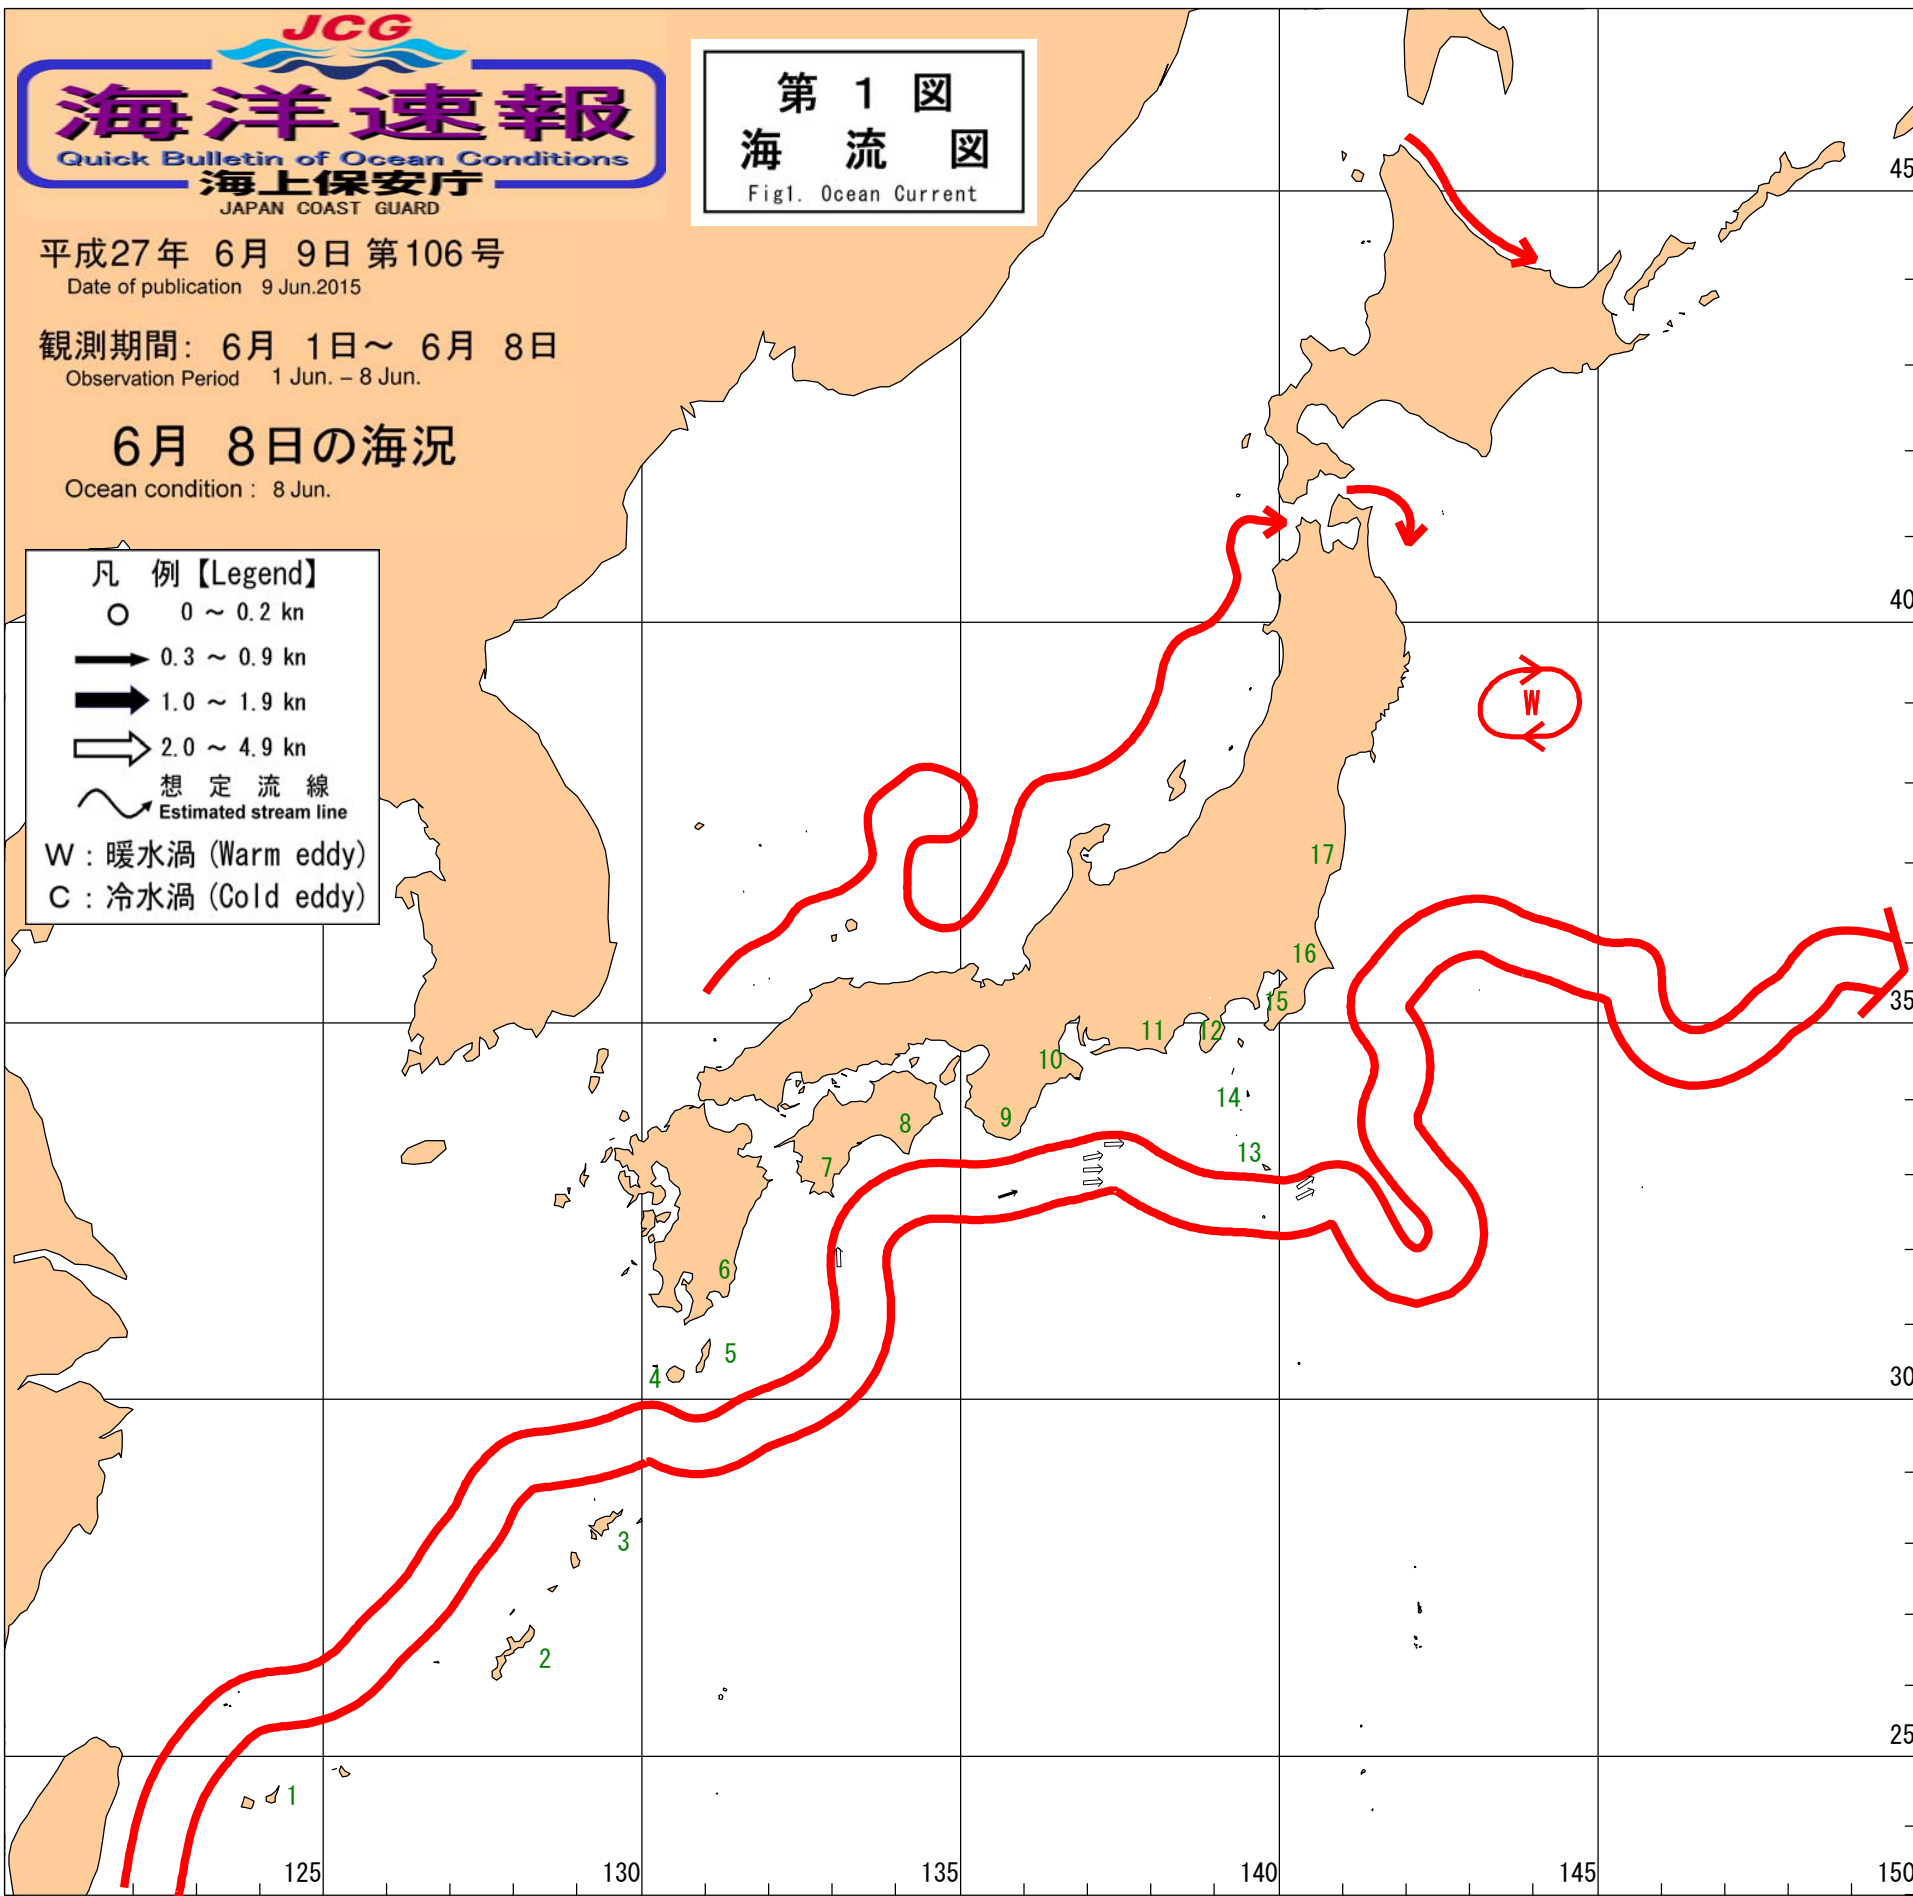 JCG
海洋速報
Quick Bulletin of Ocean Conditions
海上保安庁
JAPAN COAST GUARD
第 1 図
海 流 図
Fig1. Ocean Current
平成27年 6月 9日 第106号
Date of publication 9 Jun.2015
観測期間: 6月 1日～ 6月 8日
Observation Period 1 Jun. – 8 Jun.
6月 8日の海況
Ocean condition : 8 Jun.
凡 例【Legend】
0 ～ 0.2 kn
0.3 ～ 0.9 kn
1.0 ～ 1.9 kn
2.0 ～ 4.9 kn
想 定 流 線
Estimated stream line
W : 暖水渦 (Warm eddy)
C : 冷水渦 (Cold eddy)
45
40
W
17
16
35
15
12
11
10
14
9
8
13
7
6
5
4
30
3
2
25
1
125
130
135
140
145
150